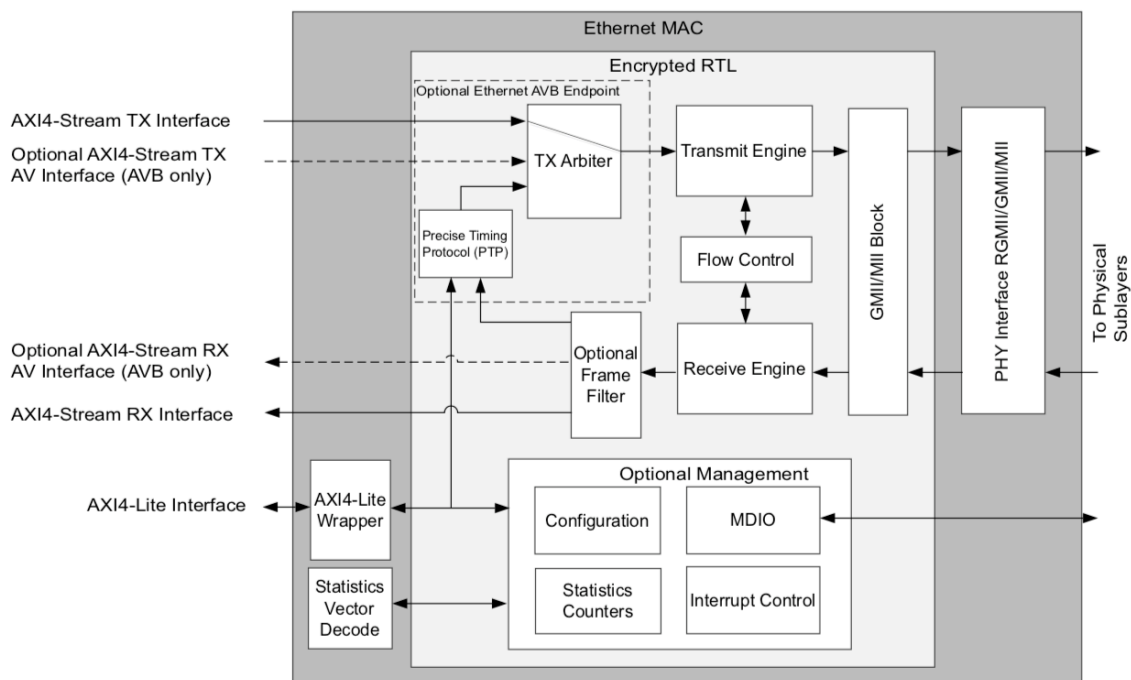 Ethernet MAC
Encrypted RTL
Optional Ethernet AVB Endpoint
AXI4-Stream TX Interface
Optional AXI4-Stream TX
AV Interface (AVB only)
TX Arbiter
Transmit Engine
Precise Timing
Protocol (PTP)
Flow Control
GMII/MII Block
PHY Interface RGMII/GMII/MII
To Physical
Sublayers
Optional AXI4-Stream RX
AV Interface (AVB only)
Optional
Frame
Filter
Receive Engine
AXI4-Stream RX Interface
Optional Management
AXI4-Lite Interface
AXI4-Lite
Wrapper
Configuration
MDIO
Statistics
Vector
Decode
Statistics
Counters
Interrupt Control